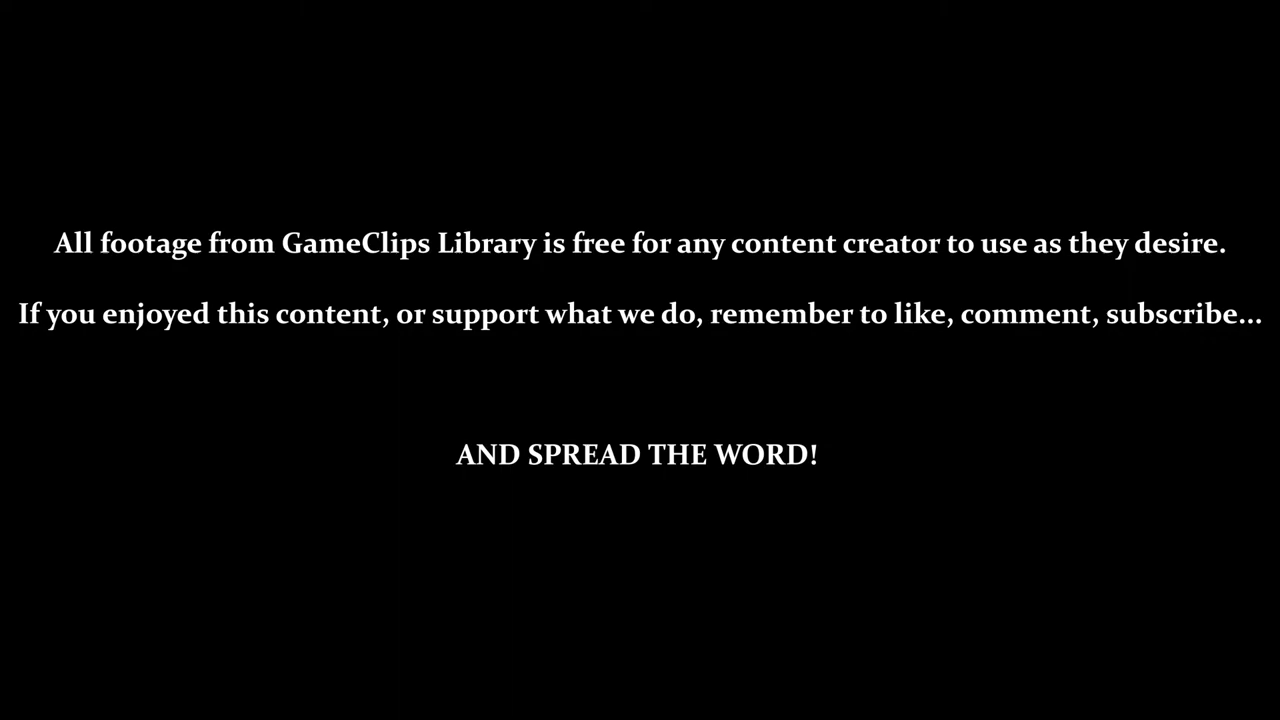 All footage from GameClips Library is free for any content creator to use as they desire.
If you enjoyed this content, or support what we do, remember to like, comment, subscribe...
AND SPREAD THE WORD!